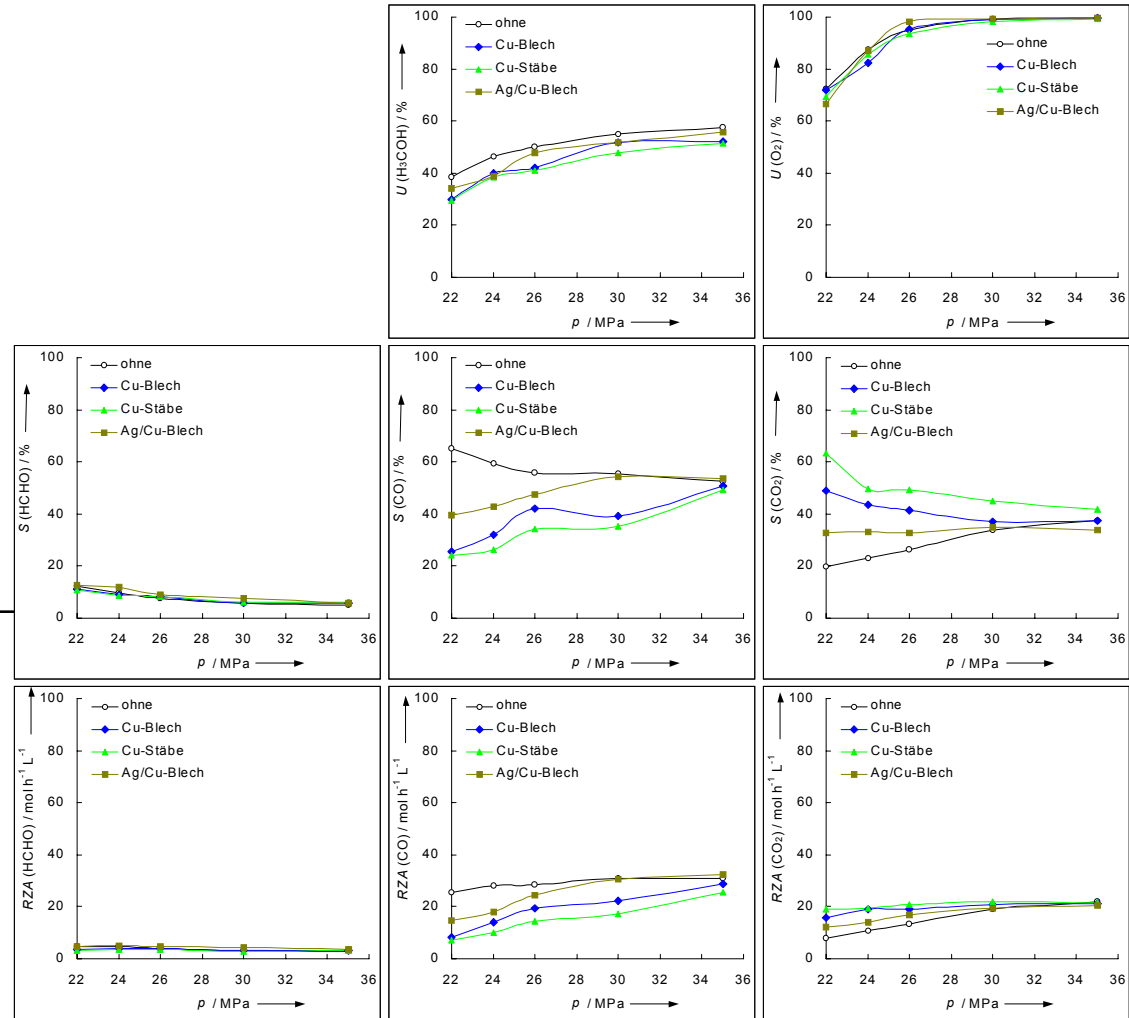 100
80
60
40
20
0
U (H₃COH) / %
ohne
Cu-Blech
Cu-Stäbe
Ag/Cu-Blech
22 24 26 28 30 32 34 36
p / MPa
100
80
60
40
20
0
U (O₂) / %
ohne
Cu-Blech
Cu-Stäbe
Ag/Cu-Blech
22 24 26 28 30 32 34 36
p / MPa
100
80
60
40
20
0
S (HCHO) / %
ohne
Cu-Blech
Cu-Stäbe
Ag/Cu-Blech
22 24 26 28 30 32 34 36
p / MPa
100
80
60
40
20
0
S (CO) / %
ohne
Cu-Blech
Cu-Stäbe
Ag/Cu-Blech
22 24 26 28 30 32 34 36
p / MPa
100
80
60
40
20
0
S (CO₂) / %
ohne
Cu-Blech
Cu-Stäbe
Ag/Cu-Blech
22 24 26 28 30 32 34 36
p / MPa
100
80
60
40
20
0
RZA (HCHO) / mol h⁻¹ L⁻¹
ohne
Cu-Blech
Cu-Stäbe
Ag/Cu-Blech
22 24 26 28 30 32 34 36
p / MPa
100
80
60
40
20
0
RZA (CO) / mol h⁻¹ L⁻¹
ohne
Cu-Blech
Cu-Stäbe
Ag/Cu-Blech
22 24 26 28 30 32 34 36
p / MPa
100
80
60
40
20
0
RZA (CO₂) / mol h⁻¹ L⁻¹
ohne
Cu-Blech
Cu-Stäbe
Ag/Cu-Blech
22 24 26 28 30 32 34 36
p / MPa